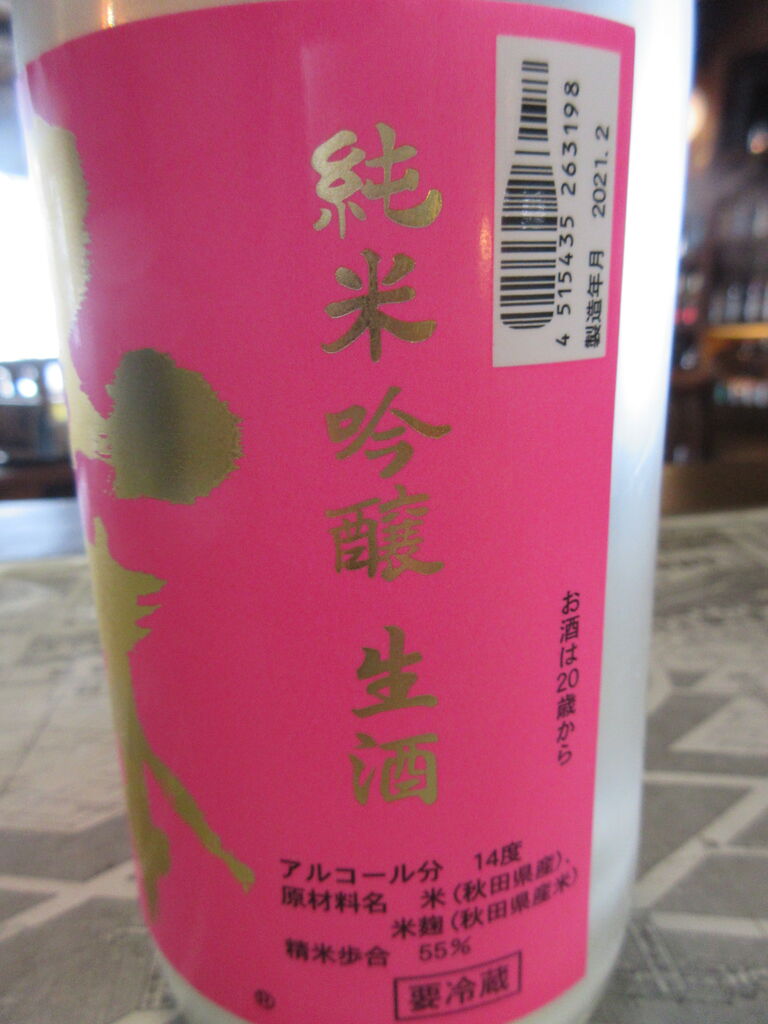 純米吟醸 生酒
4 515435 263198
製造年月 2021. 2
お酒は20歳から
アルコール分 14度
原材料名 米(秋田県産)、
米麹(秋田県産米)
精米歩合 55%
要冷蔵